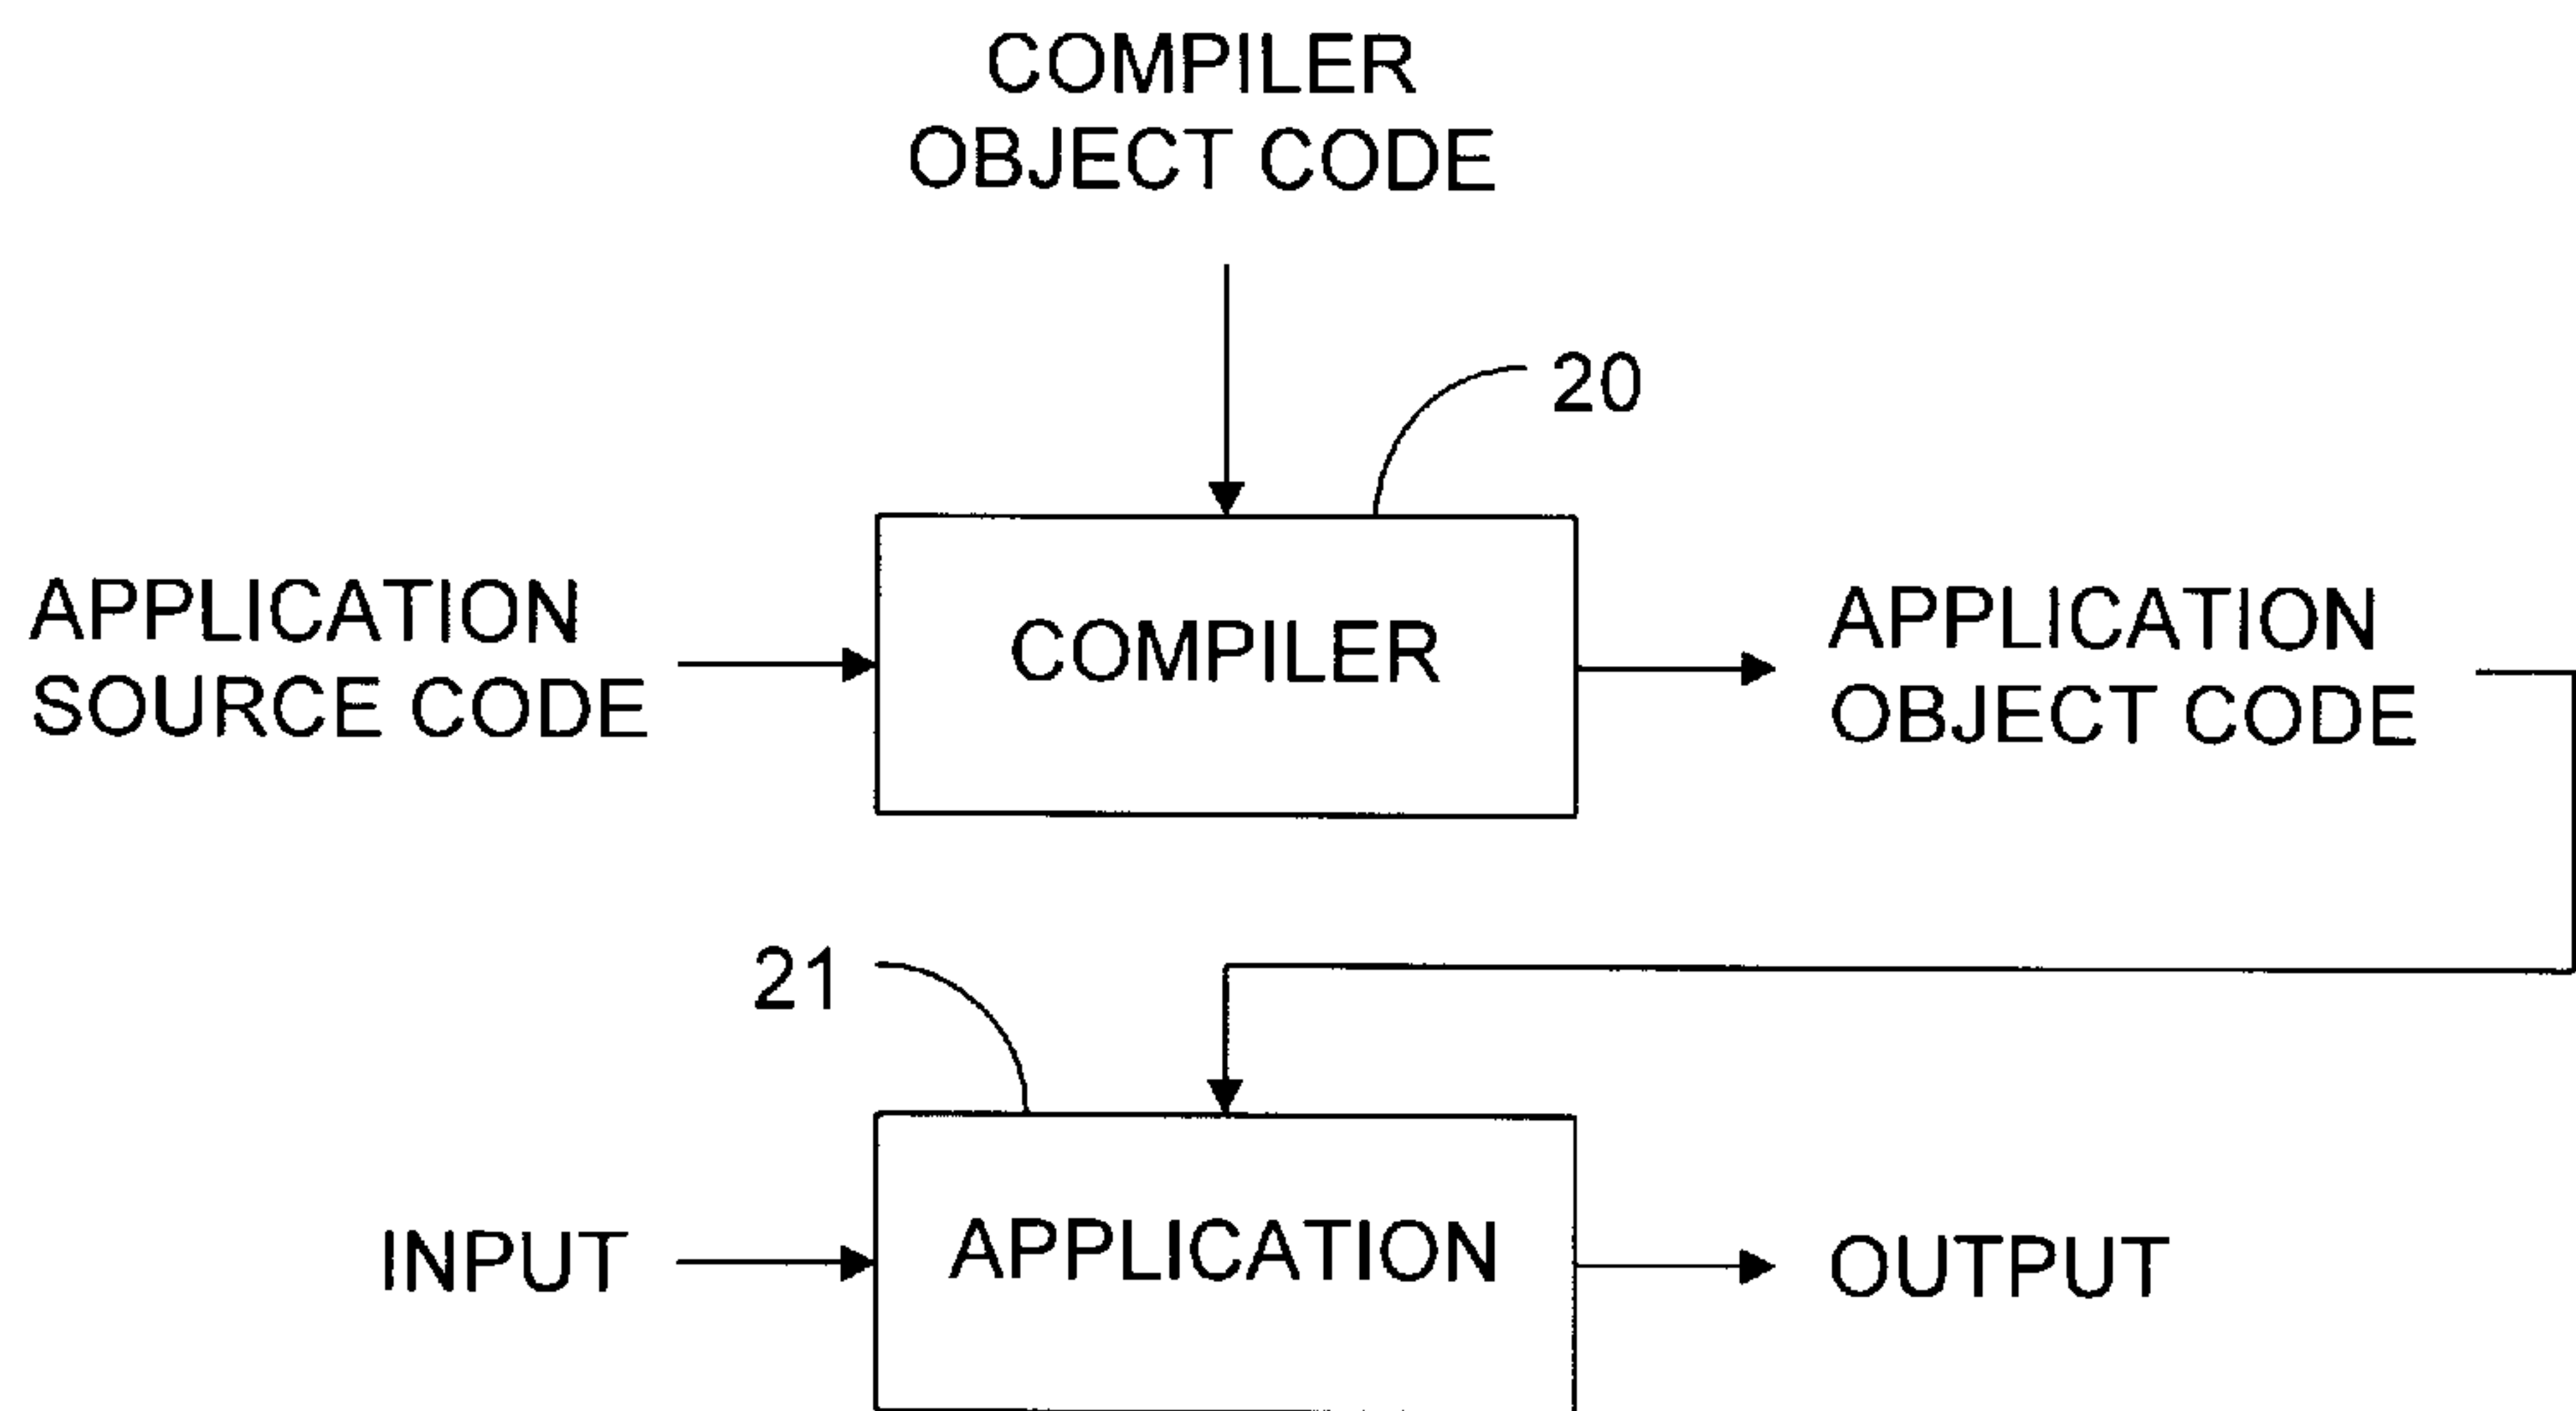 COMPILER
OBJECT CODE
20
APPLICATION
SOURCE CODE
COMPILER
APPLICATION
OBJECT CODE
21
INPUT
APPLICATION
OUTPUT